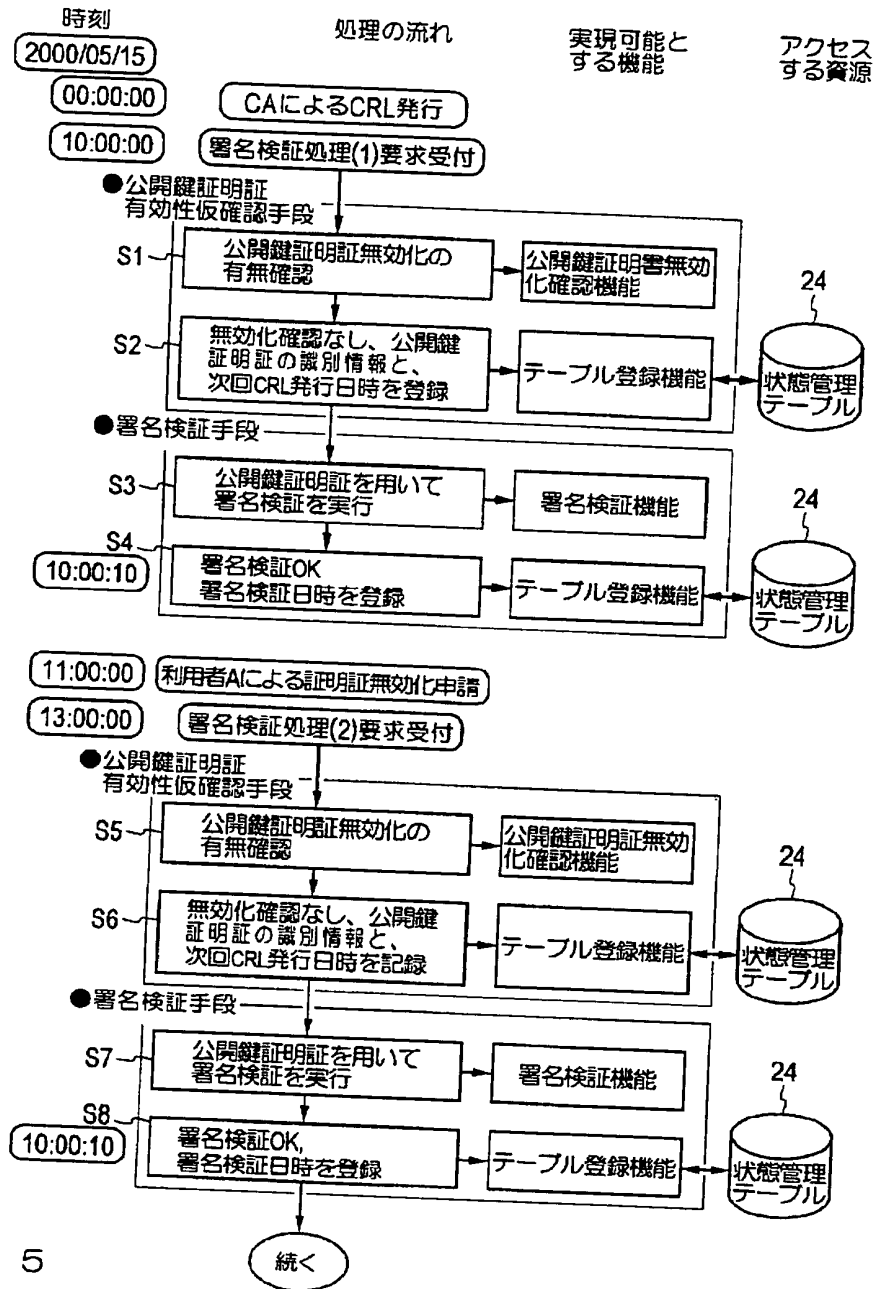 時刻
処理の流れ
実現可能と
する機能
アクセス
する資源
2000/05/15
00:00:00
CAによるCRL発行
10:00:00
署名検証処理(1)要求受付
●公開鍵証明証
有効性仮確認手段
S1
公開鍵証明証無効化の
有無確認
公開鍵証明書無効
化確認機能
24
S2
無効化確認なし、公開鍵
証明証の識別情報と、
次回CRL発行日時を登録
テーブル登録機能
状態管理
テーブル
●署名検証手段
S3
公開鍵証明証を用いて
署名検証を実行
署名検証機能
24
S4
10:00:10
署名検証OK
署名検証日時を登録
テーブル登録機能
状態管理
テーブル
11:00:00
利用者Aによる証明証無効化申請
13:00:00
署名検証処理(2)要求受付
●公開鍵証明証
有効性仮確認手段
S5
公開鍵証明証無効化の
有無確認
公開鍵証明証無効
化確認機能
24
S6
無効化確認なし、公開鍵
証明証の識別情報と、
次回CRL発行日時を記録
テーブル登録機能
状態管理
テーブル
●署名検証手段
S7
公開鍵証明証を用いて
署名検証を実行
署名検証機能
24
S8
10:00:10
署名検証OK,
署名検証日時を登録
テーブル登録機能
状態管理
テーブル
5
続く